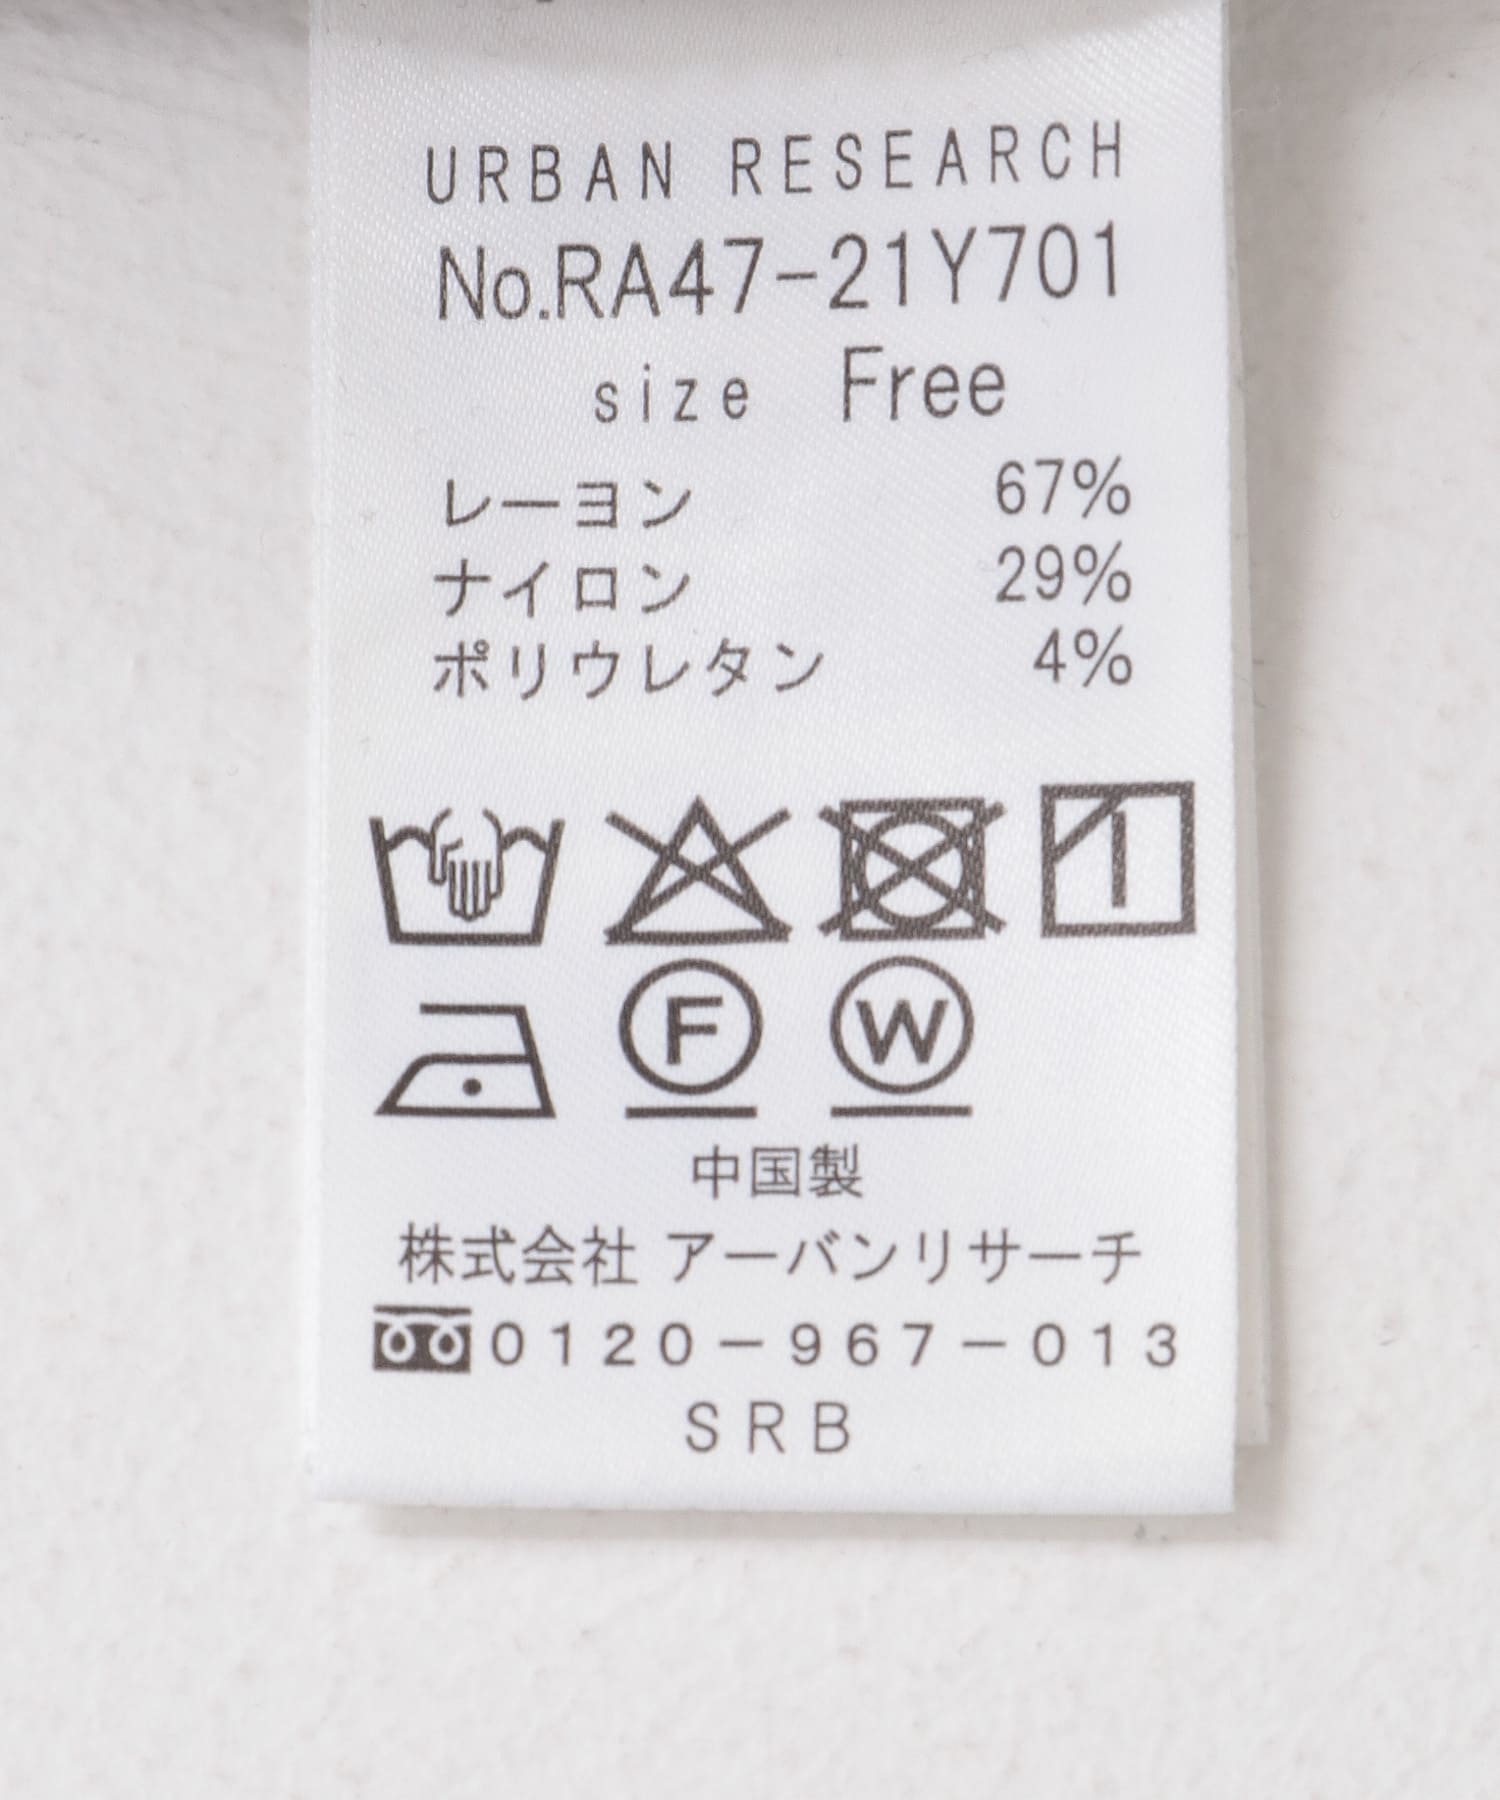 URBAN RESEARCH
No.RA47-21Y701
size Free
レーヨン 67%
ナイロン 29%
ポリウレタン 4%
F W
中国製
株式会社 アーバンリサーチ
0120-967-013
SRB